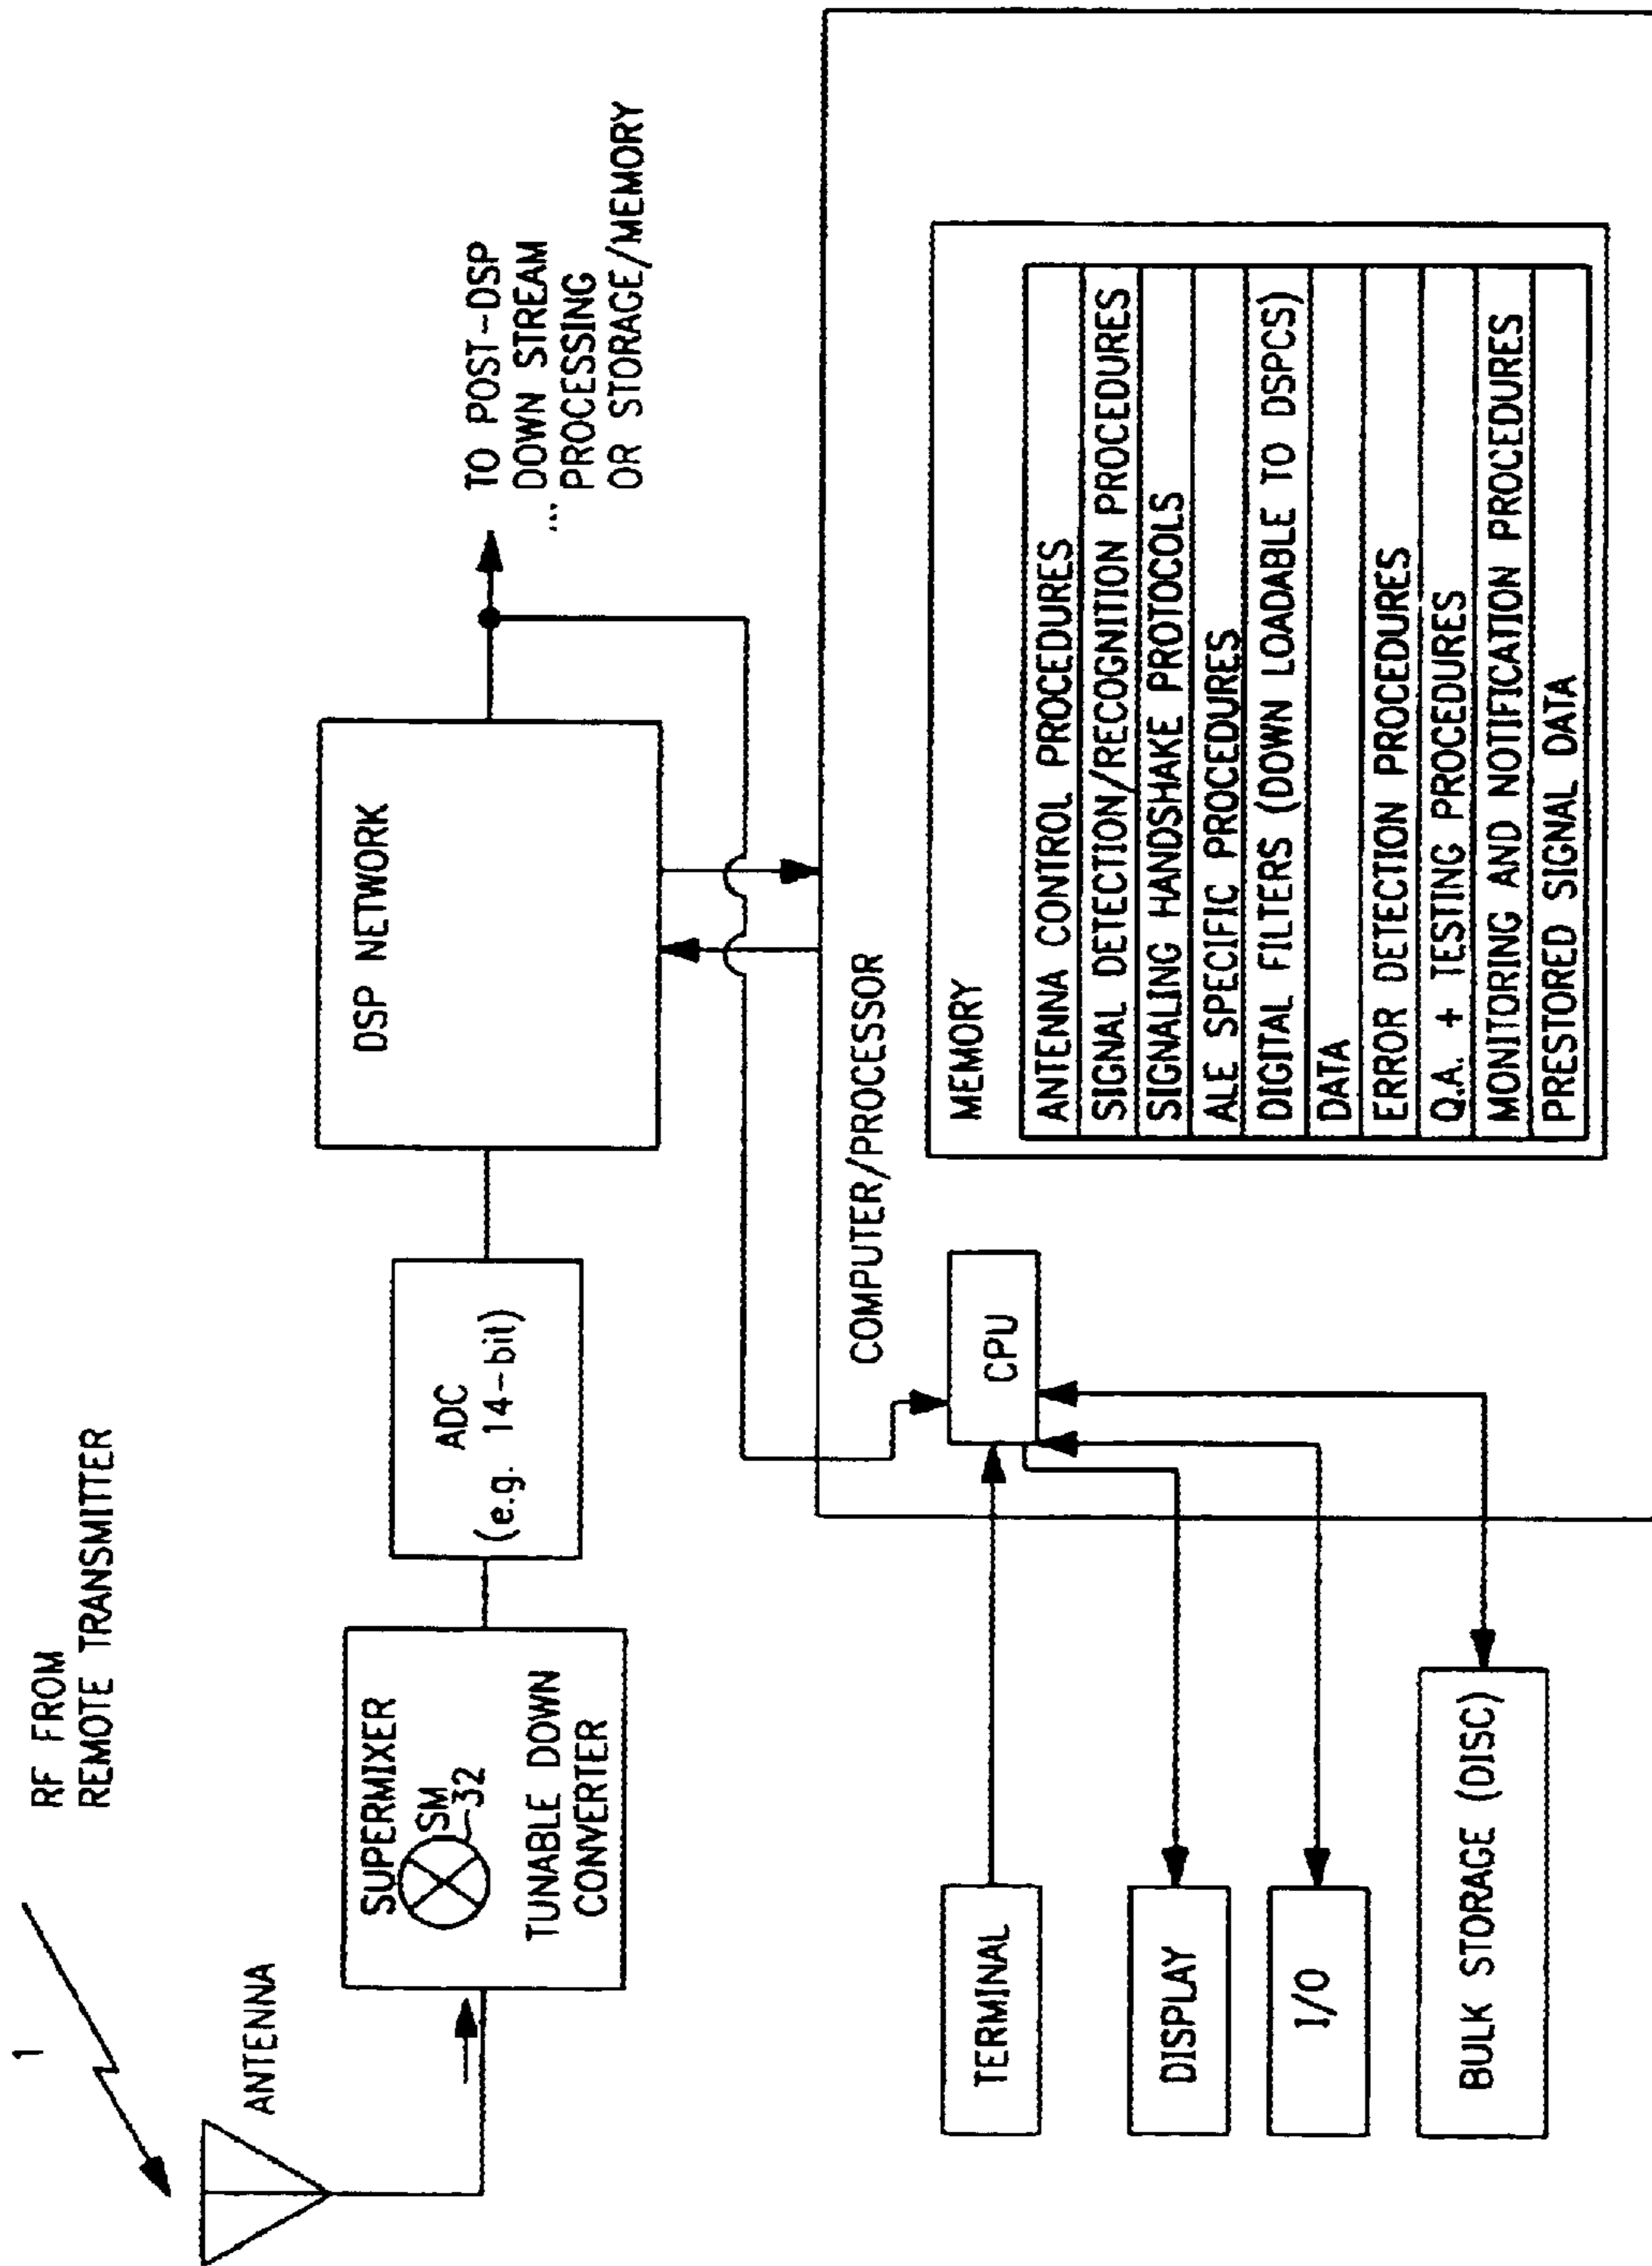 1
RF FROM
REMOTE TRANSMITTER
ANTENNA
SUPERMIXER
SM
32
TUNABLE DOWN
CONVERTER
ADC
(e.g. 14-bit)
DSP NETWORK
TO POST-DSP
DOWN STREAM
... PROCESSING
OR STORAGE/MEMORY
COMPUTER/PROCESSOR
TERMINAL
DISPLAY
I/O
BULK STORAGE (DISC)
CPU
MEMORY
ANTENNA CONTROL PROCEDURES
SIGNAL DETECTION/RECOGNITION PROCEDURES
SIGNALING HANDSHAKE PROTOCOLS
ALE SPECIFIC PROCEDURES
DIGITAL FILTERS (DOWN LOADABLE TO DSPCS)
DATA
ERROR DETECTION PROCEDURES
Q.A. + TESTING PROCEDURES
MONITORING AND NOTIFICATION PROCEDURES
PRESTORED SIGNAL DATA